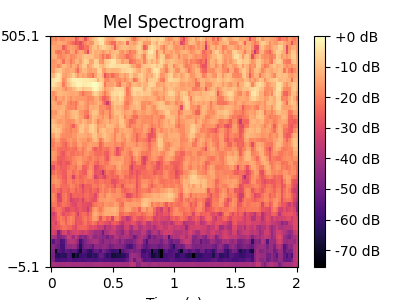 Mel Spectrogram
505.1
-5.1
0
0.5
1
1.5
2
+0 dB
-10 dB
-20 dB
-30 dB
-40 dB
-50 dB
-60 dB
-70 dB